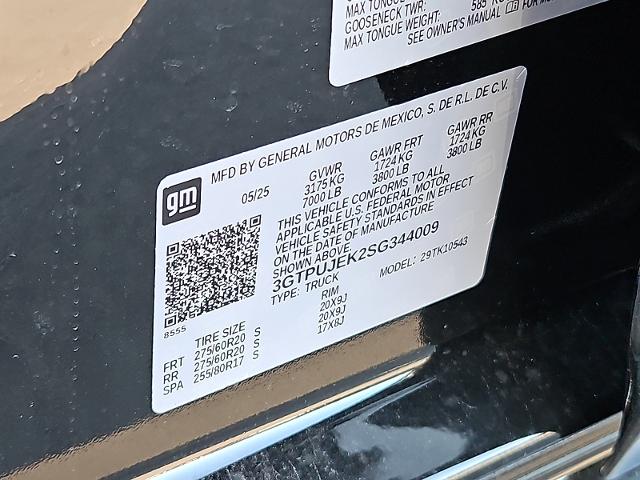 MAX TONGUE
GOOSENECK TWR:
MAX TONGUE WEIGHT: 585
SEE OWNER'S MANUAL FOR
MFD BY GENERAL MOTORS DE MEXICO, S. DE R.L. DE C.V.
gm
05/25
GVWR
3175 KG
7000 LB
GAWR FRT
1724 KG
3800 LB
GAWR RR
1724 KG
3800 LB
THIS VEHICLE CONFORMS TO ALL
APPLICABLE U.S. FEDERAL MOTOR
VEHICLE SAFETY STANDARDS IN EFFECT
ON THE DATE OF MANUFACTURE
SHOWN ABOVE
3GTPUJEK2SG344009
TYPE: TRUCK
MODEL: 29TK10543
8555
TIRE SIZE RIM
FRT 275/60R20 S 20X9J
RR 275/60R20 S 20X9J
SPA 255/80R17 S 17X8J